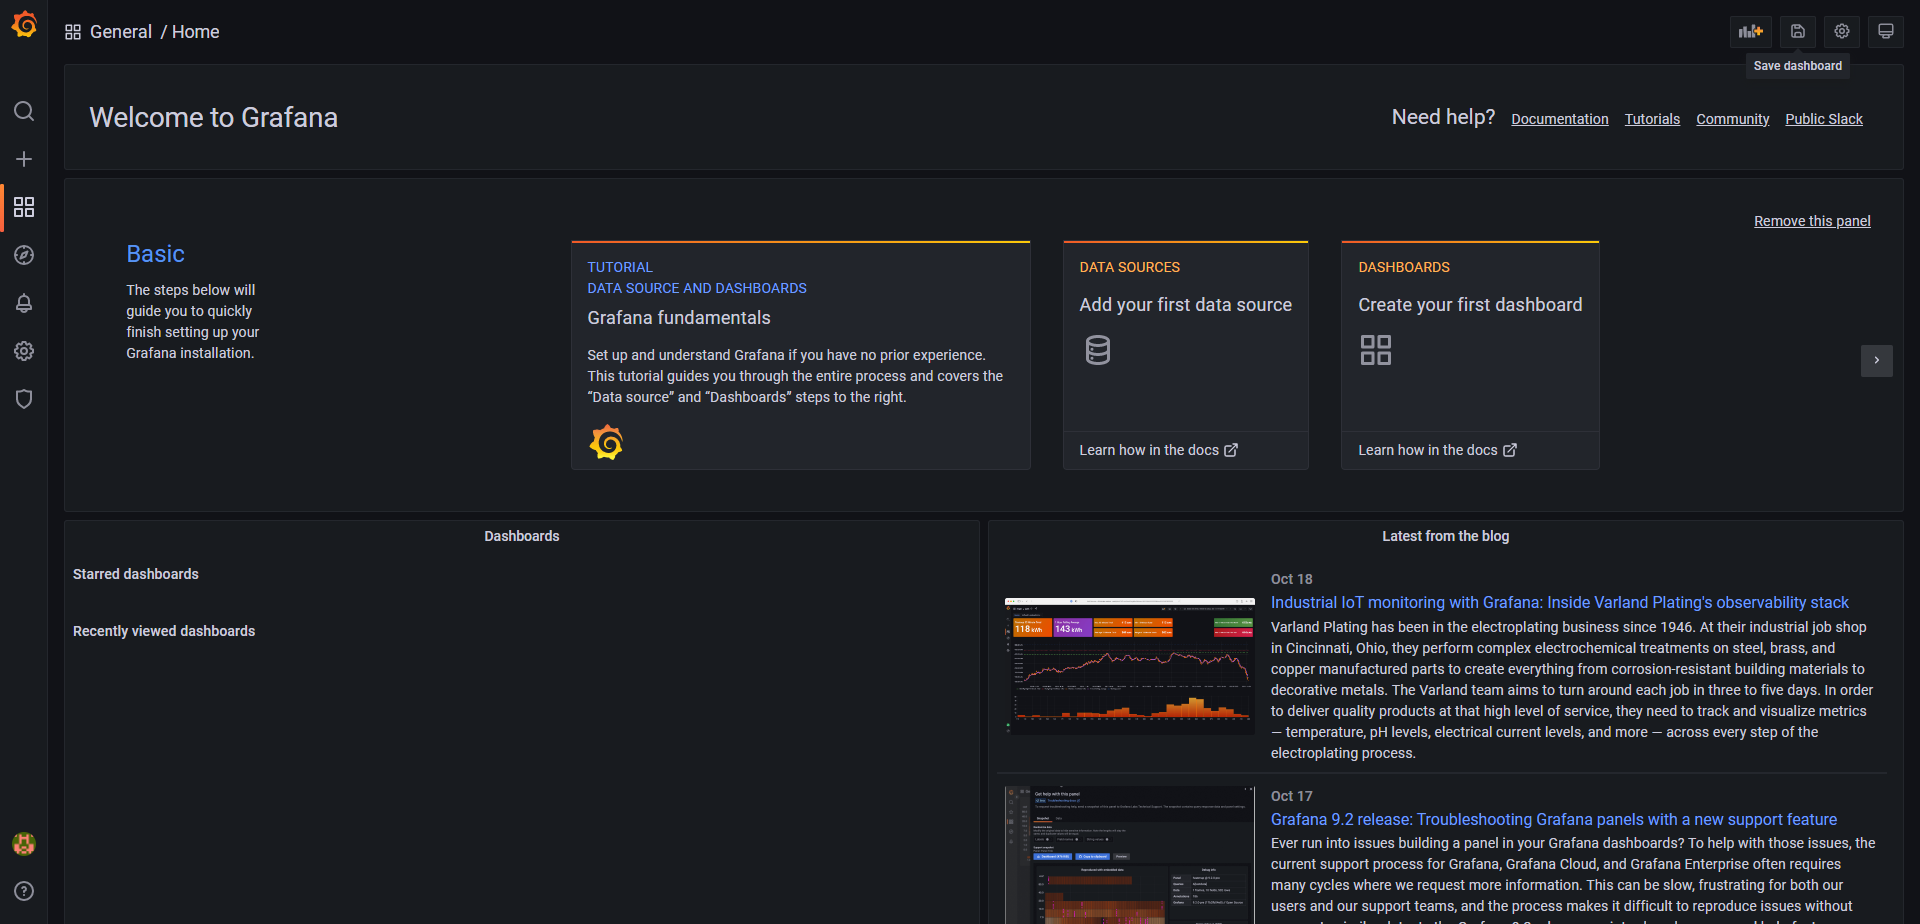 General / Home
Save dashboard
Welcome to Grafana
Need help? Documentation Tutorials Community Public Slack
Remove this panel
Basic
The steps below will
guide you to quickly
finish setting up your
Grafana installation.
TUTORIAL
DATA SOURCE AND DASHBOARDS
Grafana fundamentals
Set up and understand Grafana if you have no prior experience.
This tutorial guides you through the entire process and covers the
“Data source” and “Dashboards” steps to the right.
DATA SOURCES
Add your first data source
Learn how in the docs
DASHBOARDS
Create your first dashboard
Learn how in the docs
Dashboards
Starred dashboards
Recently viewed dashboards
Latest from the blog
118 kWh
143 kWh
Oct 18
Industrial IoT monitoring with Grafana: Inside Varland Plating's observability stack
Varland Plating has been in the electroplating business since 1946. At their industrial job shop
in Cincinnati, Ohio, they perform complex electrochemical treatments on steel, brass, and
copper manufactured parts to create everything from corrosion-resistant building materials to
decorative metals. The Varland team aims to turn around each job in three to five days. In order
to deliver quality products at that high level of service, they need to track and visualize metrics
— temperature, pH levels, electrical current levels, and more — across every step of the
electroplating process.
Get help with this panel
Oct 17
Grafana 9.2 release: Troubleshooting Grafana panels with a new support feature
Ever run into issues building a panel in your Grafana dashboards? To help with those issues, the
current support process for Grafana, Grafana Cloud, and Grafana Enterprise often requires
many cycles where we request more information. This can be slow, frustrating for both our
users and our support teams, and the process makes it difficult to reproduce issues without